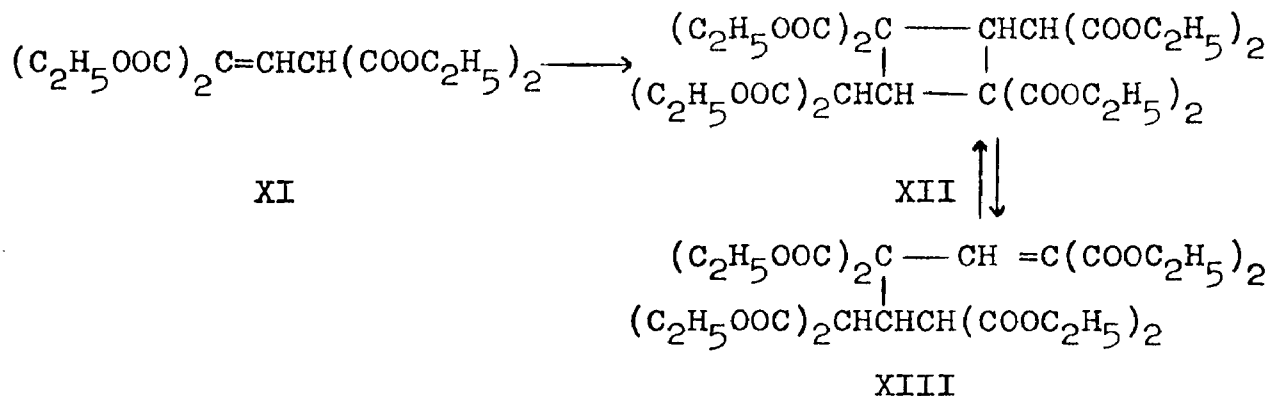 (C₂H₅OOC)₂C — CHCH(COOC₂H₅)₂
(C₂H₅OOC)₂C=CHCH(COOC₂H₅)₂ ⟶ (C₂H₅OOC)₂CHCH — C(COOC₂H₅)₂
XI XII
(C₂H₅OOC)₂C — CH =C(COOC₂H₅)₂
(C₂H₅OOC)₂CHCHCH(COOC₂H₅)₂
XIII